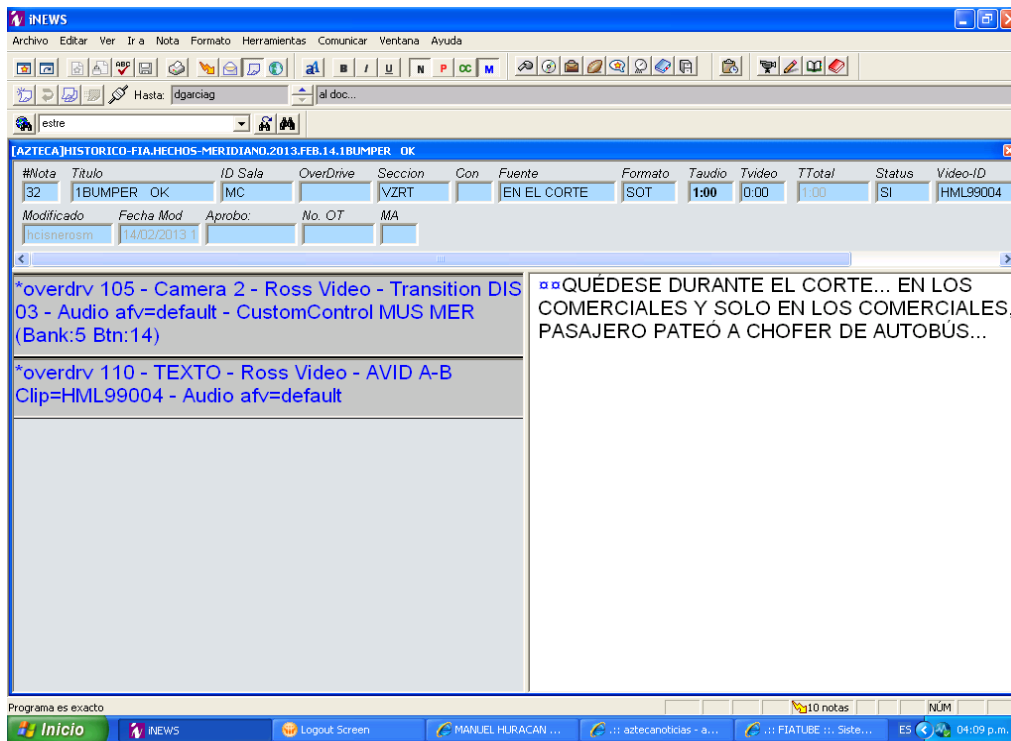 iNEWS
Archivo Editar Ver Ir a Nota Formato Herramientas Comunicar Ventana Ayuda
ABP a1 B I U N P CC M
Hasta: dgarciag al doc...
estre
[AZTECA]HISTORICO-FIA.HECHOS-MERIDIANO.2013.FEB.14.1BUMPER OK
#Nota Titulo ID Sala OverDrive Seccion Con Fuente Formato Taudio Tvideo TTotal Status Video-ID
32 1BUMPER OK MC VZRT EN EL CORTE SOT 1:00 0:00 1:00 SI HML99004
Modificado Fecha Mod Aprobo: No. OT MA
hcisnerosm 14/02/2013 1
*overdrv 105 - Camera 2 - Ross Video - Transition DIS
03 - Audio afv=default - CustomControl MUS MER
(Bank:5 Btn:14)
*overdrv 110 - TEXTO - Ross Video - AVID A-B
Clip=HML99004 - Audio afv=default
¤¤QUÉDESE DURANTE EL CORTE... EN LOS
COMERCIALES Y SOLO EN LOS COMERCIALES,
PASAJERO PATEÓ A CHOFER DE AUTOBÚS...
Programa es exacto 10 notas NÚM
Inicio iNEWS Logout Screen MANUEL HURACAN ... .:: aztecanoticias - a... .:: FIATUBE ::. Siste... ES 04:09 p.m.